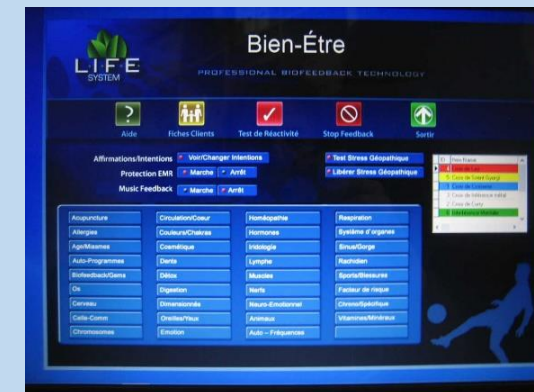 Bien-Être
L·I·F·E
SYSTEM
PROFESSIONAL BIOFEEDBACK TECHNOLOGY
Aide
Fiches Clients
Test de Réactivité
Stop Feedback
Sortir
Affirmations/Intentions
Voir/Changer Intentions
Test Stress Géopathique
Protection EMR
Marche
Arrêt
Libérer Stress Géopathique
Music Feedback
Marche
Arrêt
Acupuncture
Circulation/Coeur
Homéopathie
Respiration
Allergies
Couleurs/Chakras
Hormones
Système d'organes
Age/Miasmes
Cosmétique
Iridologie
Sinus/Gorge
Auto-Programmes
Dents
Lymphe
Rachidien
Biofeedback/Gems
Détox
Muscles
Sports/Blessures
Os
Digestion
Nerfs
Facteur de risque
Cerveau
Dimensionnés
Neuro-Emotionnel
Chrono/Spécifique
Celle-Comm
Oreilles/Yeux
Animaux
Vitamines/Minéraux
Chromosomes
Emotion
Auto – Fréquences